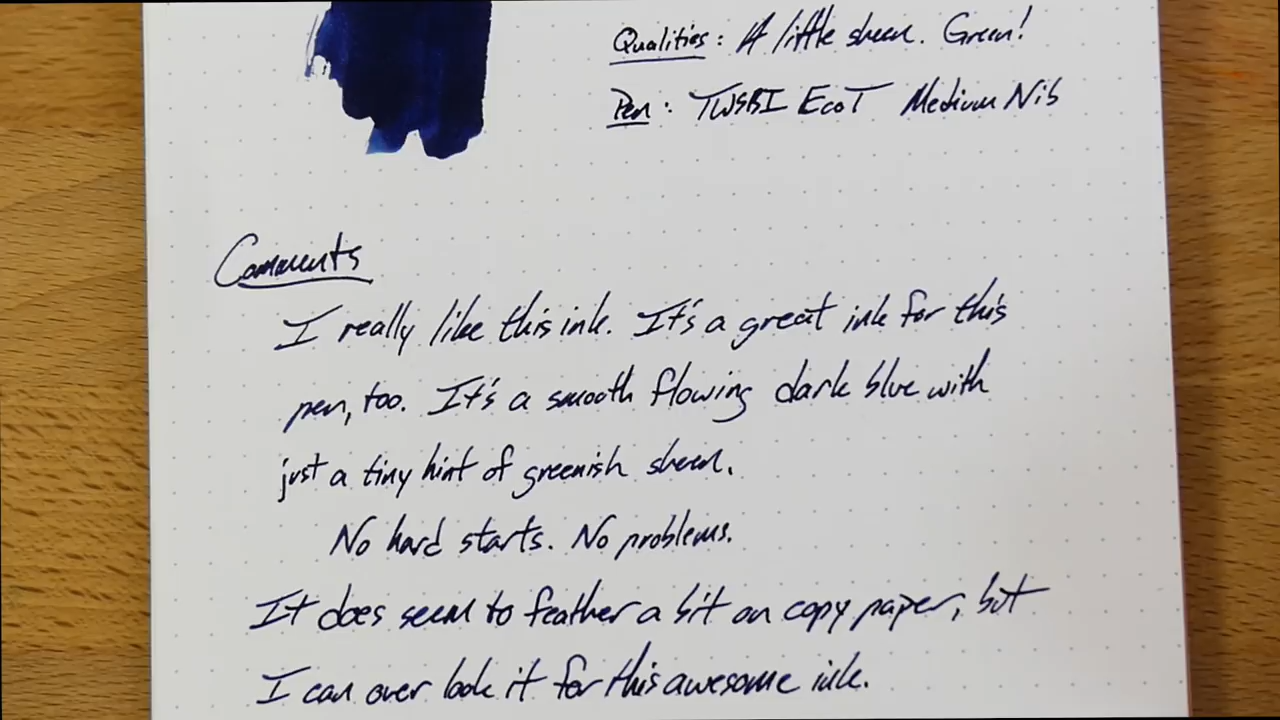 Qualities: A little sheen. Green!
Pen: TWSBI Eco T Medium Nib
Comments
I really like this ink. It's a great ink for this
pen, too. It's a smooth flowing dark blue with
just a tiny hint of greenish sheen.
No hard starts. No problems.
It does seem to feather a bit on copy paper, but
I can over look it for this awesome ink.